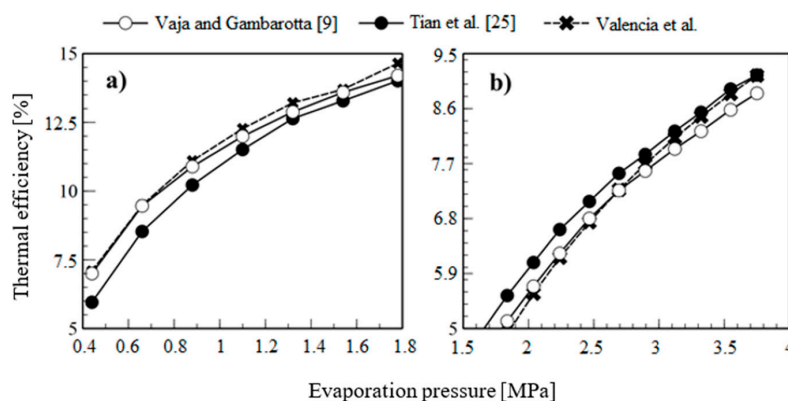 Vaja and Gambarotta [9] Tian et al. [25] Valencia et al.
a)
b)
Thermal efficiency [%]
15
12.5
10
7.5
5
0.4 0.6 0.8 1 1.2 1.4 1.6 1.8
9.5
8.6
7.7
6.8
5.9
5
1.5 2 2.5 3 3.5 4
Evaporation pressure [MPa]